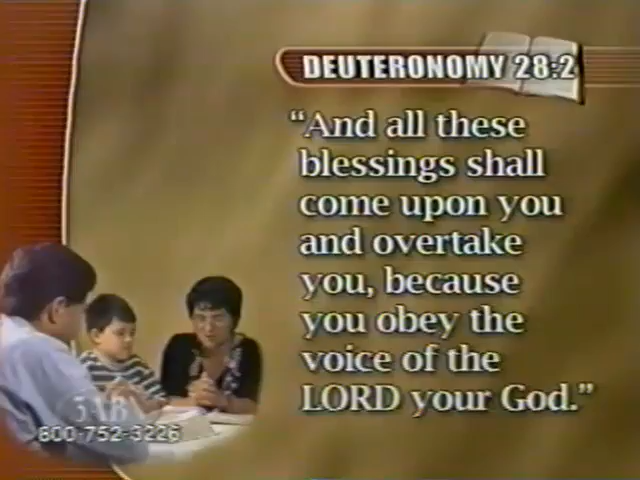 DEUTERONOMY 28:2
“And all these
blessings shall
come upon you
and overtake
you, because
you obey the
voice of the
LORD your God.”
3ABN
800-752-3226